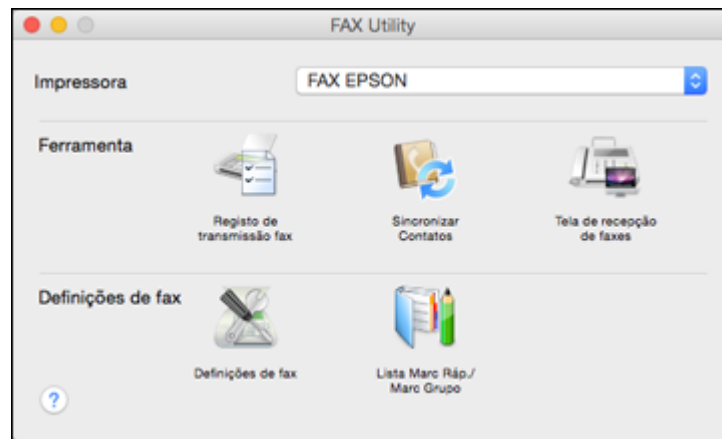 FAX Utility
Impressora
FAX EPSON
Ferramenta
Registo de
transmissão fax
Sincronizar
Contatos
Tela de recepção
de faxes
Definições de fax
Definições de fax
Lista Marc Ráp./
Marc Grupo
?